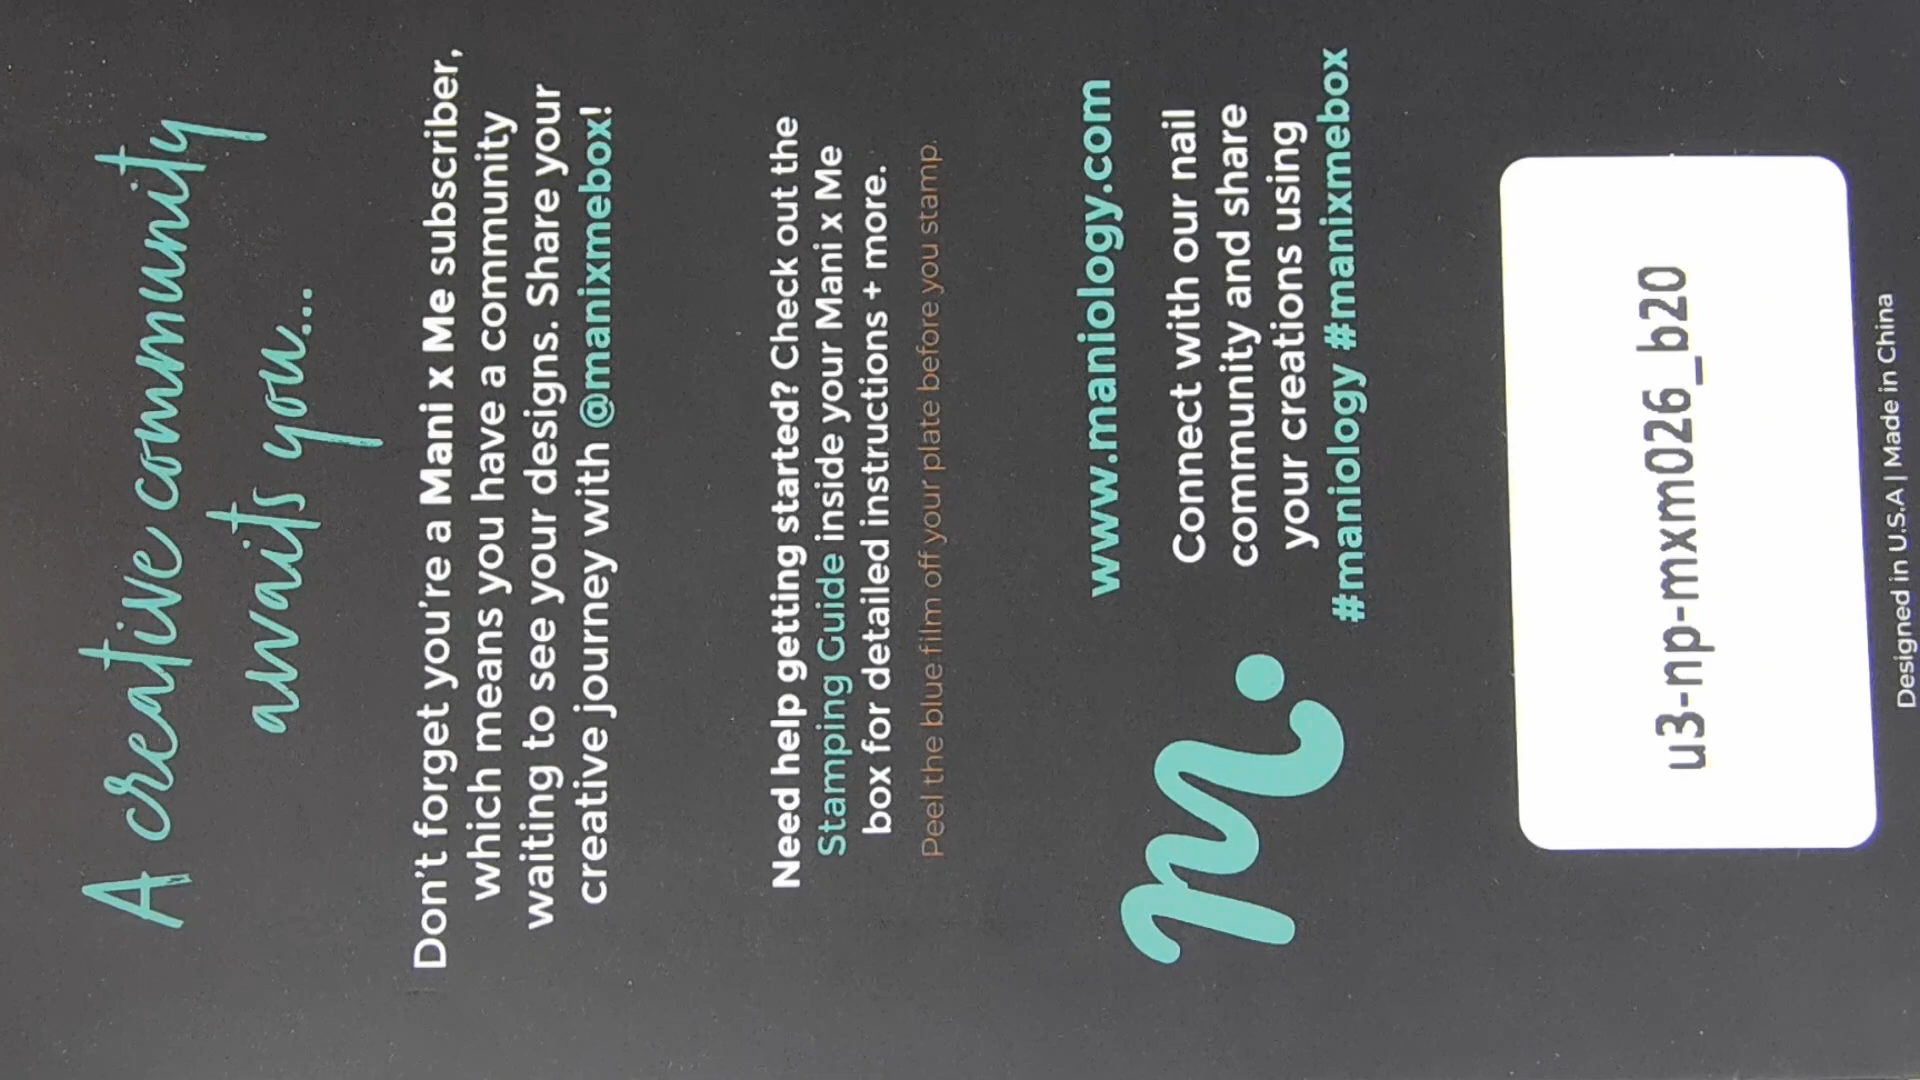 A creative community
awaits you...
Don't forget you're a Mani x Me subscriber,
which means you have a community
waiting to see your designs. Share your
creative journey with @manixmebox!
Need help getting started? Check out the
Stamping Guide inside your Mani x Me
box for detailed instructions + more.
Peel the blue film off your plate before you stamp.
m.
www.maniology.com
Connect with our nail
community and share
your creations using
#maniology #manixmebox
u3-np-mxm026_b20
Designed in U.S.A | Made in China